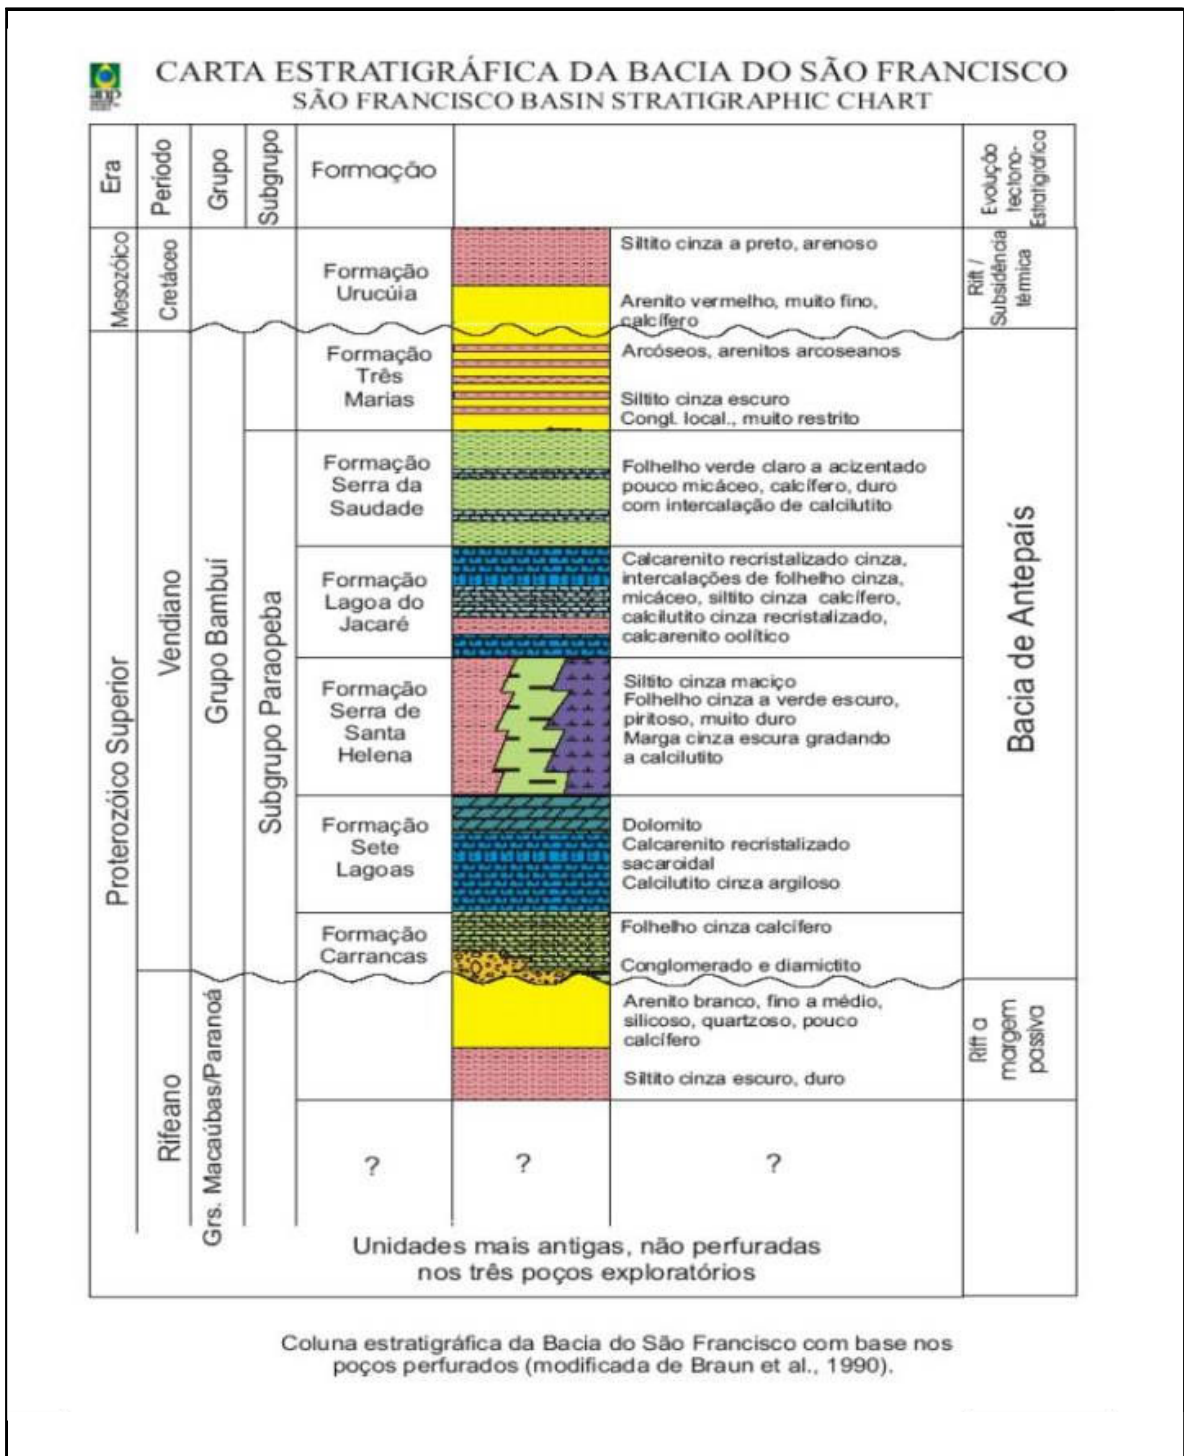 CARTA ESTRATIGRÁFICA DA BACIA DO SÃO FRANCISCO
SÃO FRANCISCO BASIN STRATIGRAPHIC CHART
Era
Período
Grupo
Subgrupo
Formação
Evolução
tectono-
Estratigráfica
Mesozóico
Cretáceo
Formação
Urucúia
Siltito cinza a preto, arenoso
Arenito vermelho, muito fino,
calcífero
Rift /
Subsidência
térmica
Proterozóico Superior
Vendiano
Grupo Bambuí
Formação
Três
Marias
Arcóseos, arenitos arcoseanos
Siltito cinza escuro
Congl. local., muito restrito
Bacia de Antepaís
Subgrupo Paraopeba
Formação
Serra da
Saudade
Folhelho verde claro a acizentado
pouco micáceo, calcífero, duro
com intercalação de calcilutito
Formação
Lagoa do
Jacaré
Calcarenito recristalizado cinza,
intercalações de folhelho cinza,
micáceo, siltito cinza calcífero,
calcilutito cinza recristalizado,
calcarenito oolítico
Formação
Serra de
Santa
Helena
Siltito cinza maciço
Folhelho cinza a verde escuro,
piritoso, muito duro
Marga cinza escura gradando
a calcilutito
Formação
Sete
Lagoas
Dolomito
Calcarenito recristalizado
sacaroidal
Calcilutito cinza argiloso
Formação
Carrancas
Folhelho cinza calcífero
Conglomerado e diamictito
Rifeano
Grs. Macaúbas/Paranoá
Arenito branco, fino a médio,
silicoso, quartzoso, pouco
calcífero
Siltito cinza escuro, duro
Rift a
margem
passiva
?
?
?
Unidades mais antigas, não perfuradas
nos três poços exploratórios
Coluna estratigráfica da Bacia do São Francisco com base nos
poços perfurados (modificada de Braun et al., 1990).